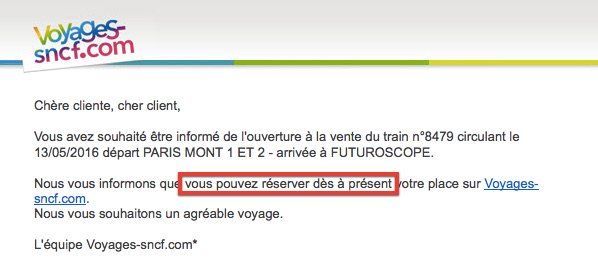 Voyages-
sncf.com
Chère cliente, cher client,
Vous avez souhaité être informé de l'ouverture à la vente du train n°8479 circulant le
13/05/2016 départ PARIS MONT 1 ET 2 - arrivée à FUTUROSCOPE.
Nous vous informons que vous pouvez réserver dès à présent votre place sur Voyages-
sncf.com.
Nous vous souhaitons un agréable voyage.
L'équipe Voyages-sncf.com*